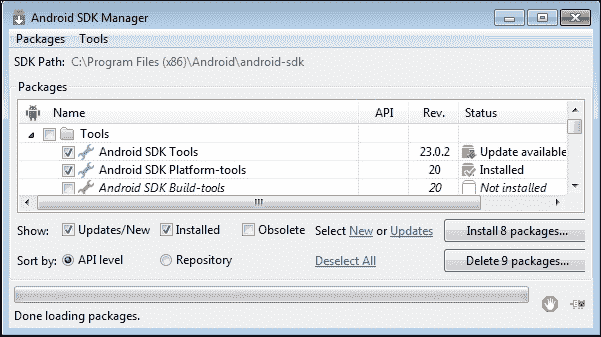 Android SDK Manager
Packages Tools
SDK Path: C:\Program Files (x86)\Android\android-sdk
Packages
Name API Rev. Status
Tools
Android SDK Tools 23.0.2 Update available
Android SDK Platform-tools 20 Installed
Android SDK Build-tools 20 Not installed
Show: Updates/New Installed Obsolete Select New or Updates Install 8 packages...
Sort by: API level Repository Deselect All Delete 9 packages...
Done loading packages.